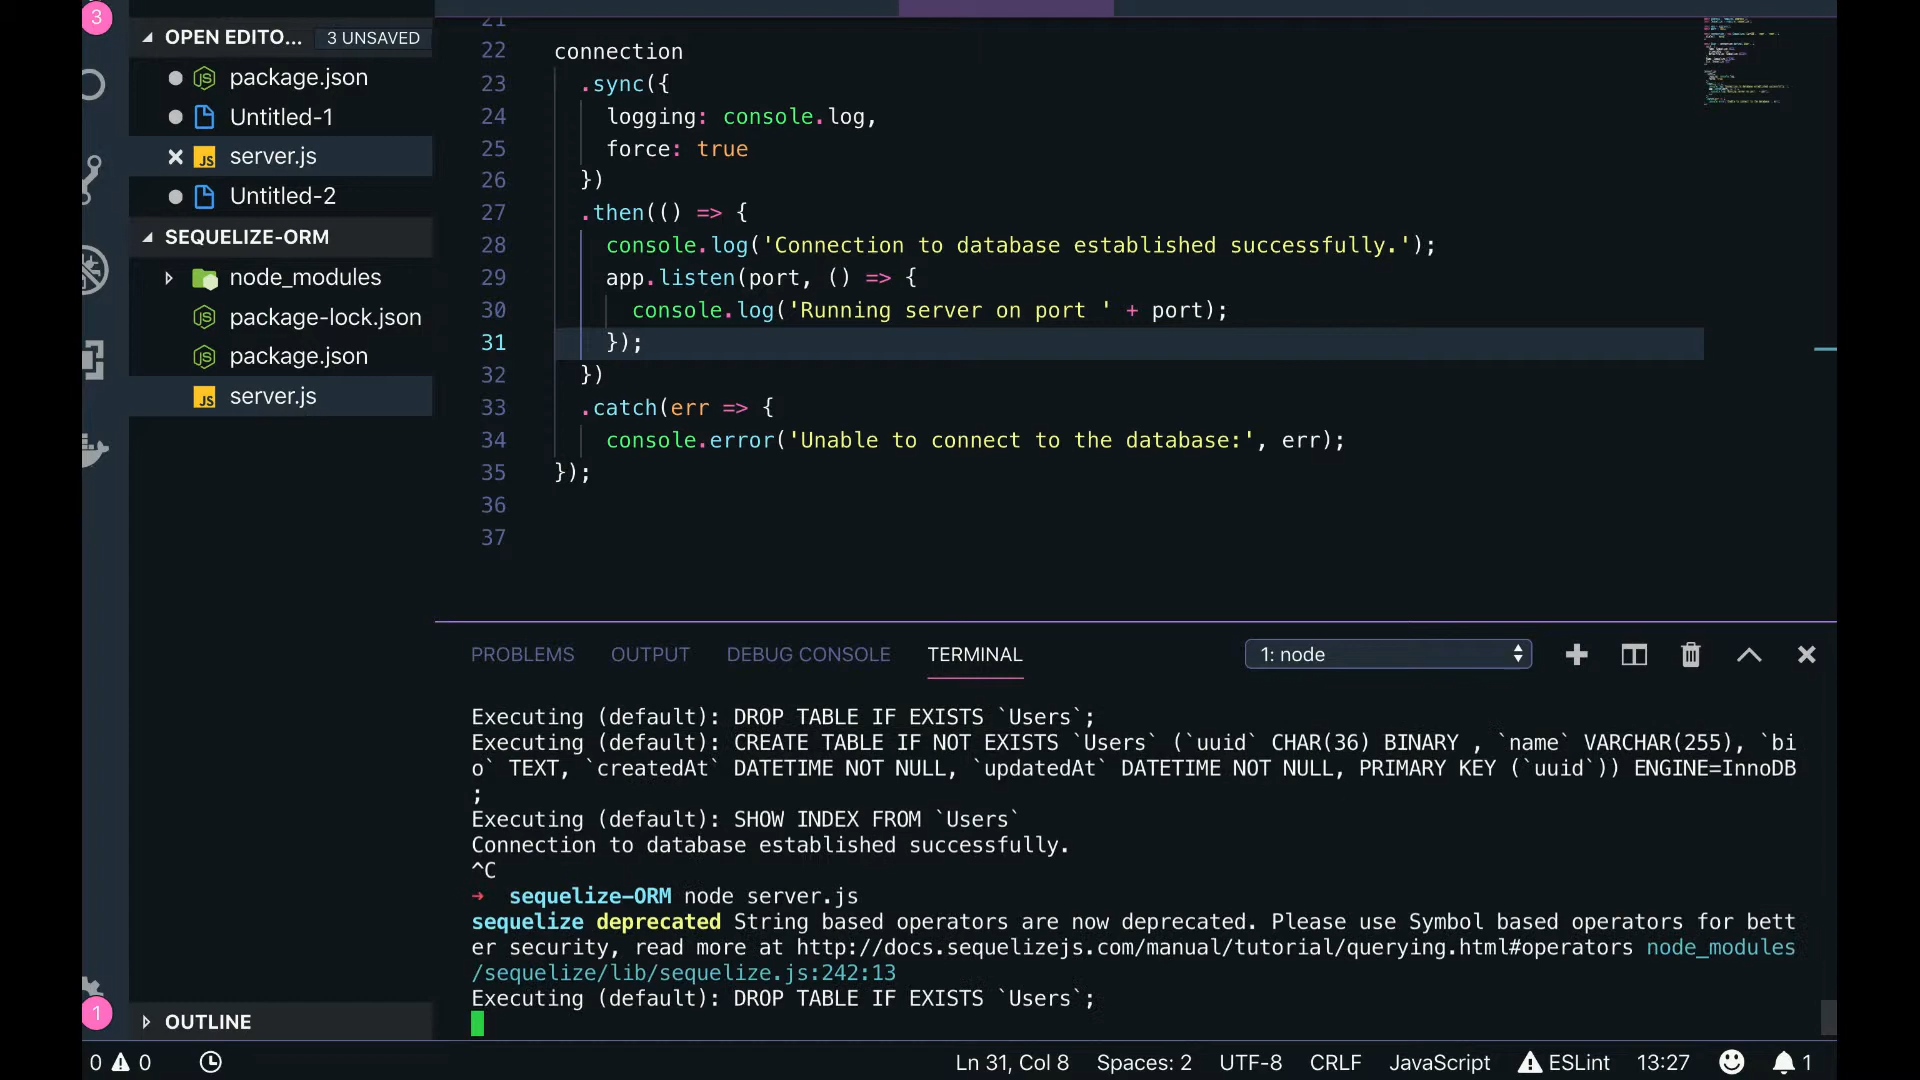 3
OPEN EDITO... 3 UNSAVED
package.json
Untitled-1
JS server.js
Untitled-2
SEQUELIZE-ORM
node_modules
package-lock.json
package.json
JS server.js
1
OUTLINE
21
22 connection
23 .sync({
24 logging: console.log,
25 force: true
26 })
27 .then(() => {
28 console.log('Connection to database established successfully.');
29 app.listen(port, () => {
30 console.log('Running server on port ' + port);
31 });
32 })
33 .catch(err => {
34 console.error('Unable to connect to the database:', err);
35 });
36
37
PROBLEMS OUTPUT DEBUG CONSOLE TERMINAL 1: node
Executing (default): DROP TABLE IF EXISTS `Users`;
Executing (default): CREATE TABLE IF NOT EXISTS `Users` (`uuid` CHAR(36) BINARY , `name` VARCHAR(255), `bi
o` TEXT, `createdAt` DATETIME NOT NULL, `updatedAt` DATETIME NOT NULL, PRIMARY KEY (`uuid`)) ENGINE=InnoDB
;
Executing (default): SHOW INDEX FROM `Users`
Connection to database established successfully.
^C
→ sequelize-ORM node server.js
sequelize deprecated String based operators are now deprecated. Please use Symbol based operators for bett
er security, read more at http://docs.sequelizejs.com/manual/tutorial/querying.html#operators node_modules
/sequelize/lib/sequelize.js:242:13
Executing (default): DROP TABLE IF EXISTS `Users`;
0 0 Ln 31, Col 8 Spaces: 2 UTF-8 CRLF JavaScript ESLint 13:27 1